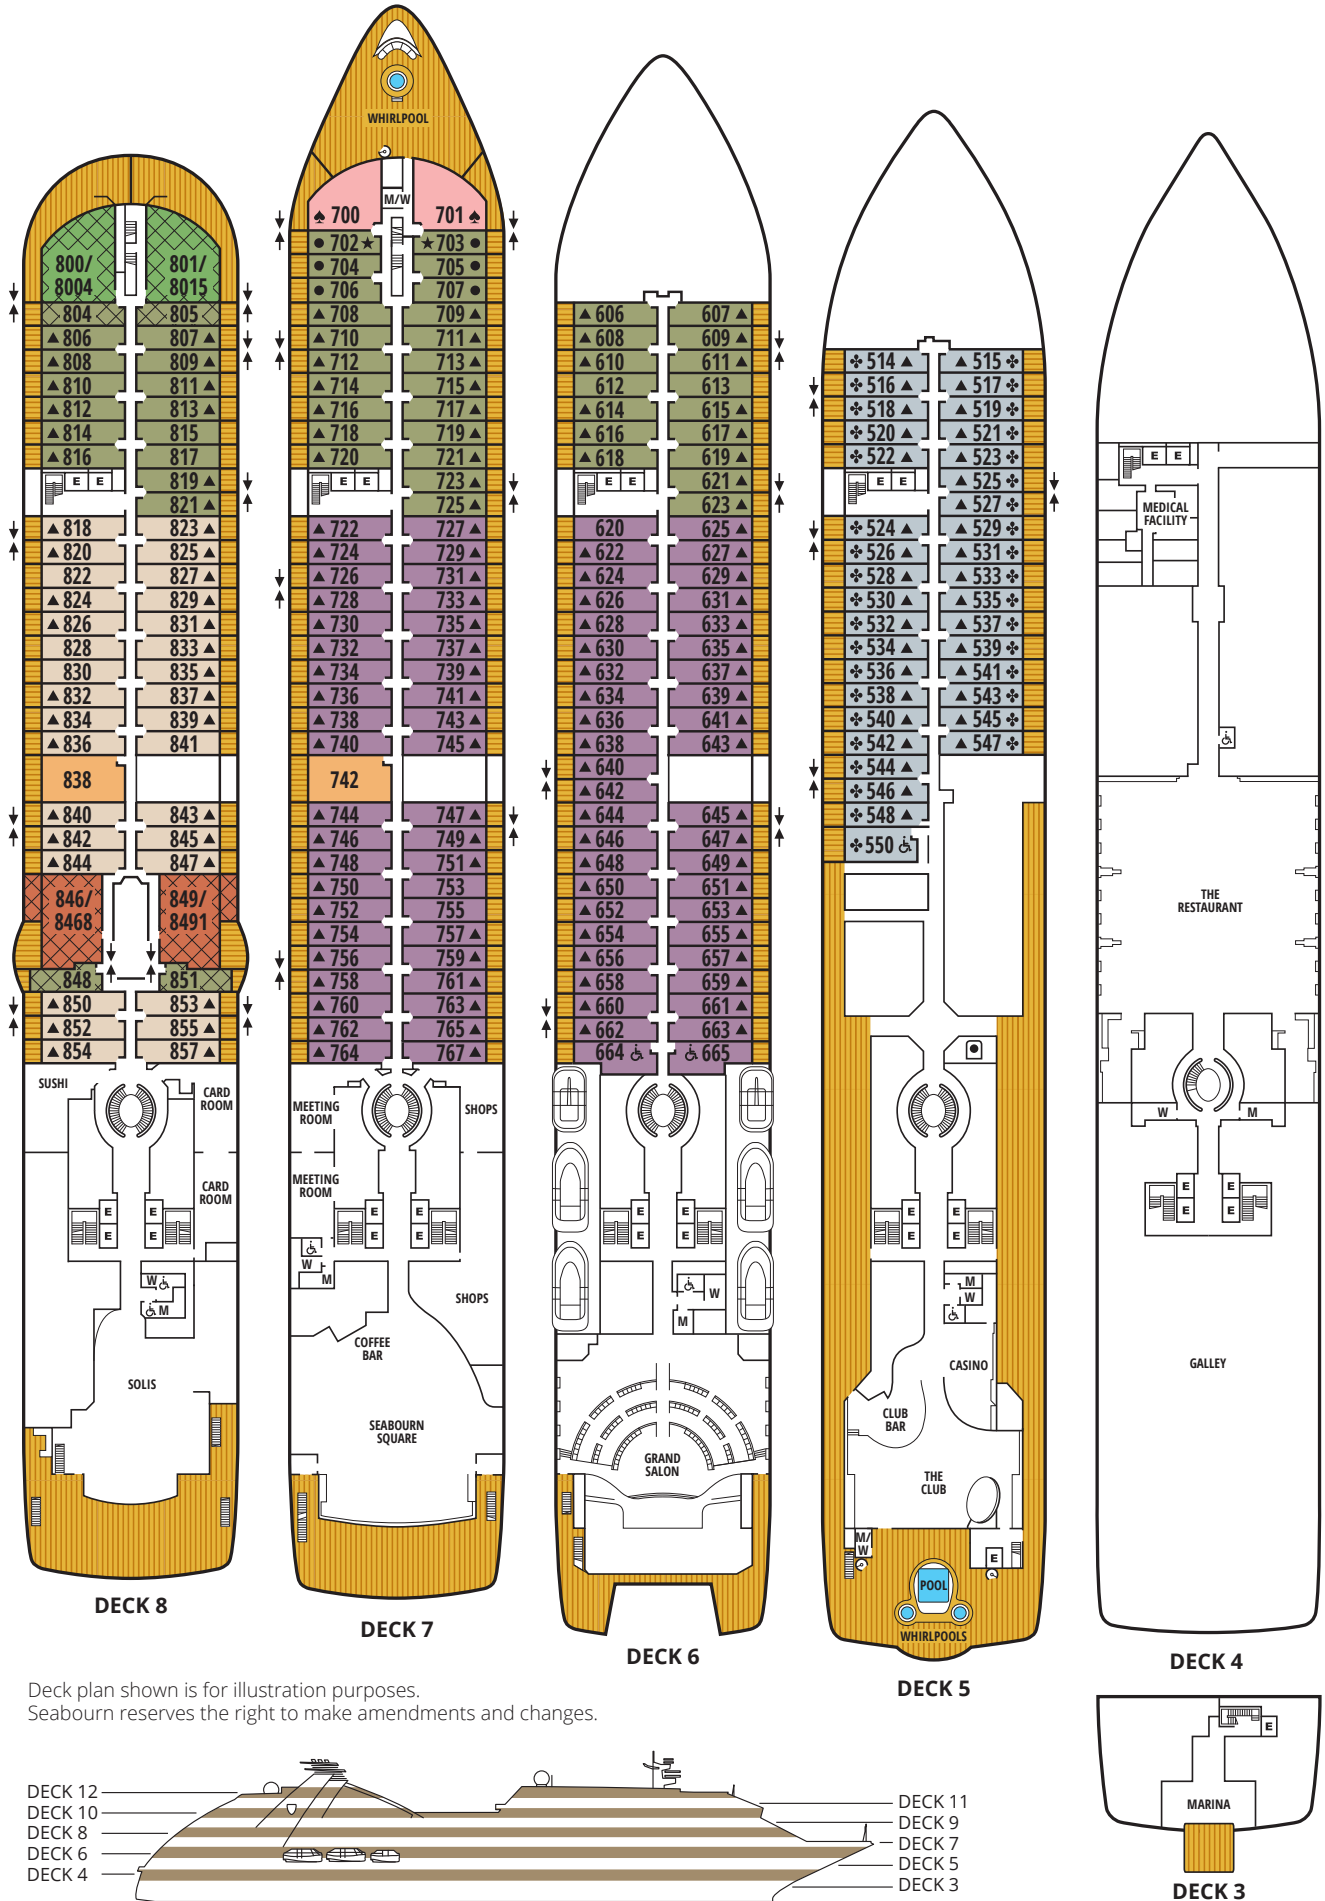 800/
8004
801/
8015
804
805
806
807
808
809
810
811
812
813
814
815
816
817
E E
819
821
818
823
820
825
822
827
824
829
826
831
828
833
830
835
832
837
834
839
836
841
838
840
843
842
845
844
847
846/
8468
849/
8491
848
851
850
853
852
855
854
857
SUSHI
CARD
ROOM
CARD
ROOM
E E
E E
W
M
SOLIS
DECK 8
WHIRLPOOL
M/W
700
701
702
703
704
705
706
707
708
709
710
711
712
713
714
715
716
717
718
719
720
721
E E
723
725
722
727
724
729
726
731
728
733
730
735
732
737
734
739
736
741
738
743
740
745
742
744
747
746
749
748
751
750
753
752
755
754
757
756
759
758
761
760
763
762
765
764
767
MEETING
ROOM
SHOPS
MEETING
ROOM
E E
E E
W
M
SHOPS
COFFEE
BAR
SEABOURN
SQUARE
DECK 7
606
607
608
609
610
611
612
613
614
615
616
617
618
619
E E
621
623
620
625
622
627
624
629
626
631
628
633
630
635
632
637
634
639
636
641
638
643
640
642
644
645
646
647
648
649
650
651
652
653
654
655
656
657
658
659
660
661
662
663
664
665
E E
E E
W
M
GRAND
SALON
DECK 6
514
515
516
517
518
519
520
521
522
523
E E
525
527
524
529
526
531
528
533
530
535
532
537
534
539
536
541
538
543
540
545
542
547
544
546
548
550
E E
E E
M
W
CASINO
CLUB
BAR
THE
CLUB
M/
W
E
POOL
WHIRLPOOLS
DECK 5
E E
MEDICAL
FACILITY
THE
RESTAURANT
W
M
E E
E E
GALLEY
DECK 4
E
MARINA
DECK 3
Deck plan shown is for illustration purposes.
Seabourn reserves the right to make amendments and changes.
DECK 12
DECK 10
DECK 8
DECK 6
DECK 4
DECK 11
DECK 9
DECK 7
DECK 5
DECK 3